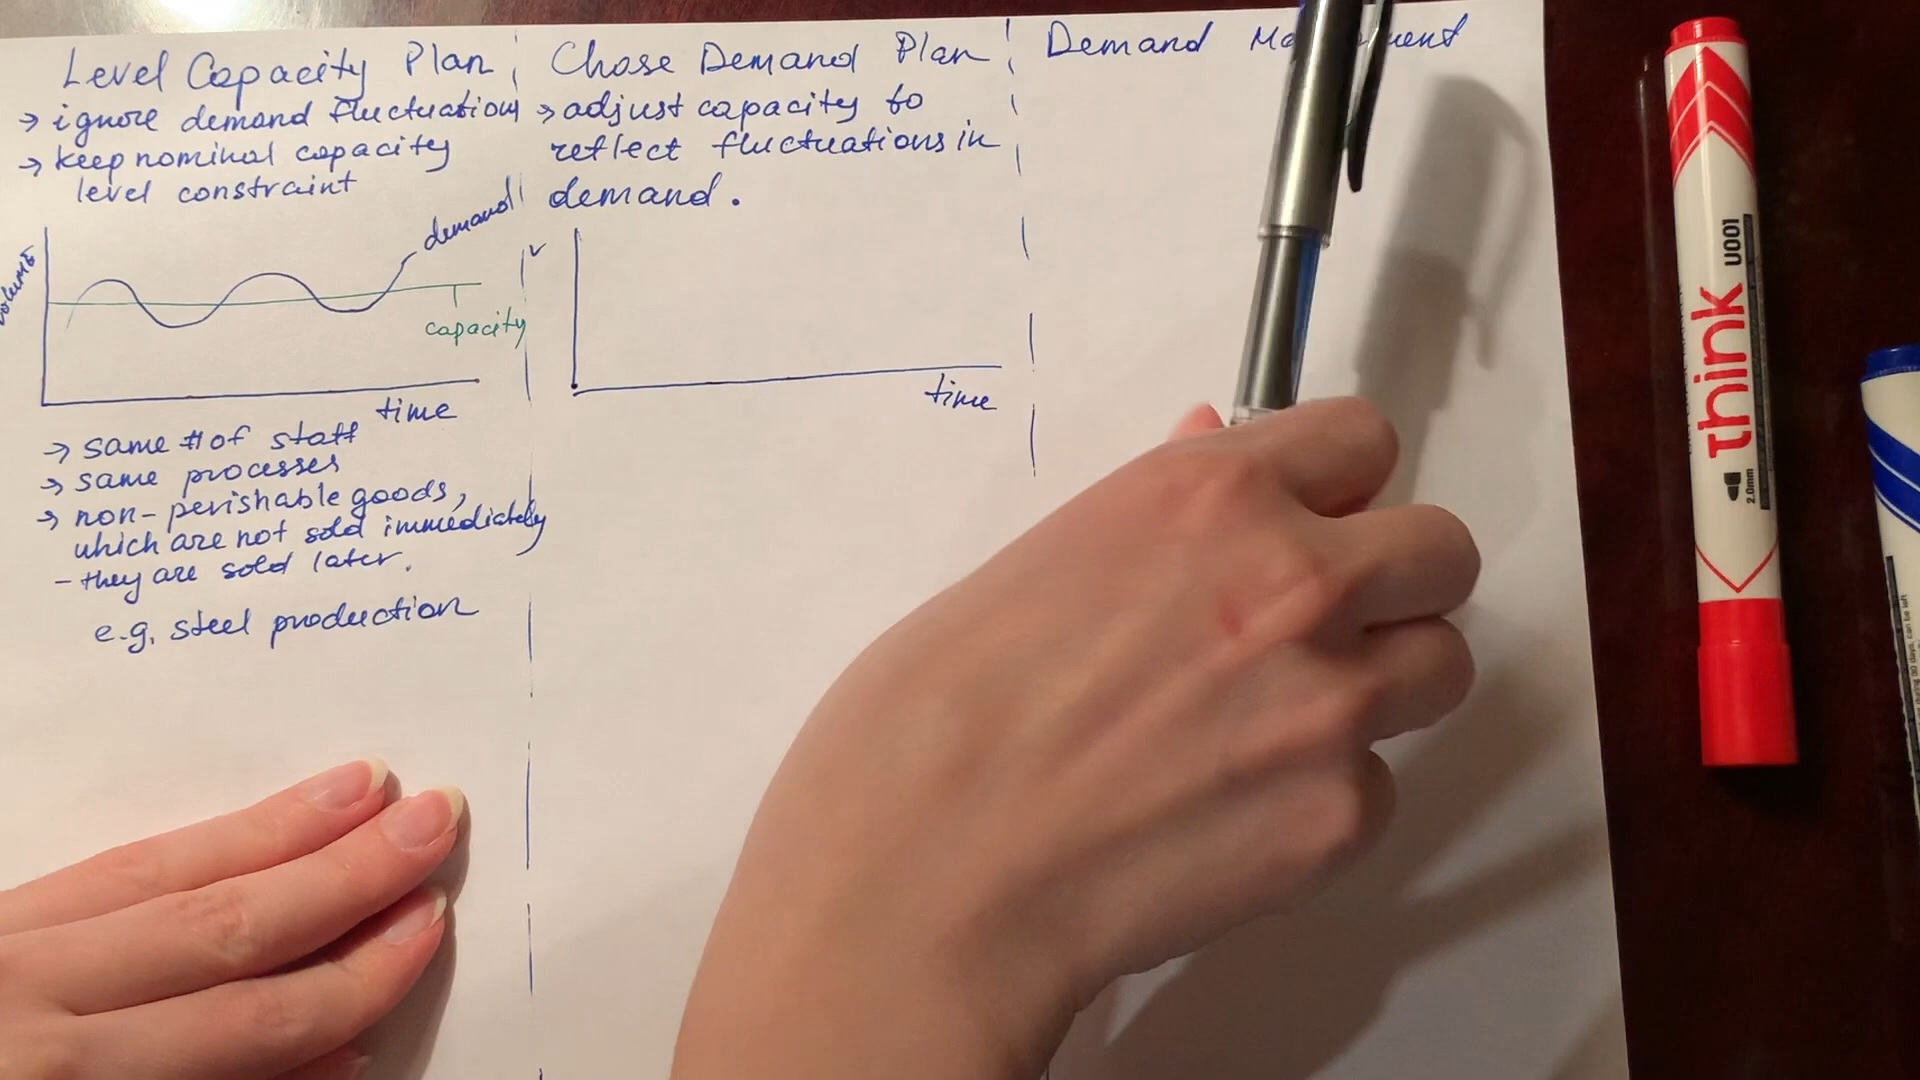 Level Capacity Plan
→ ignore demand fluctuations
→ keep nominal capacity
level constraint
volume
demand
capacity
time
→ same # of staff
→ same processes
→ non-perishable goods,
which are not sold immediately
- they are sold later.
e.g. steel production
Chase Demand Plan
→ adjust capacity to
reflect fluctuations in
demand.
v
time
Demand
think
U001
2.0mm